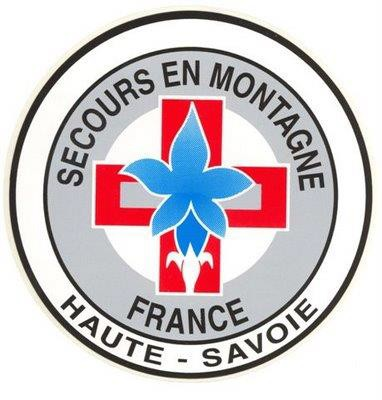 SECOURS EN MONTAGNE
FRANCE
HAUTE - SAVOIE